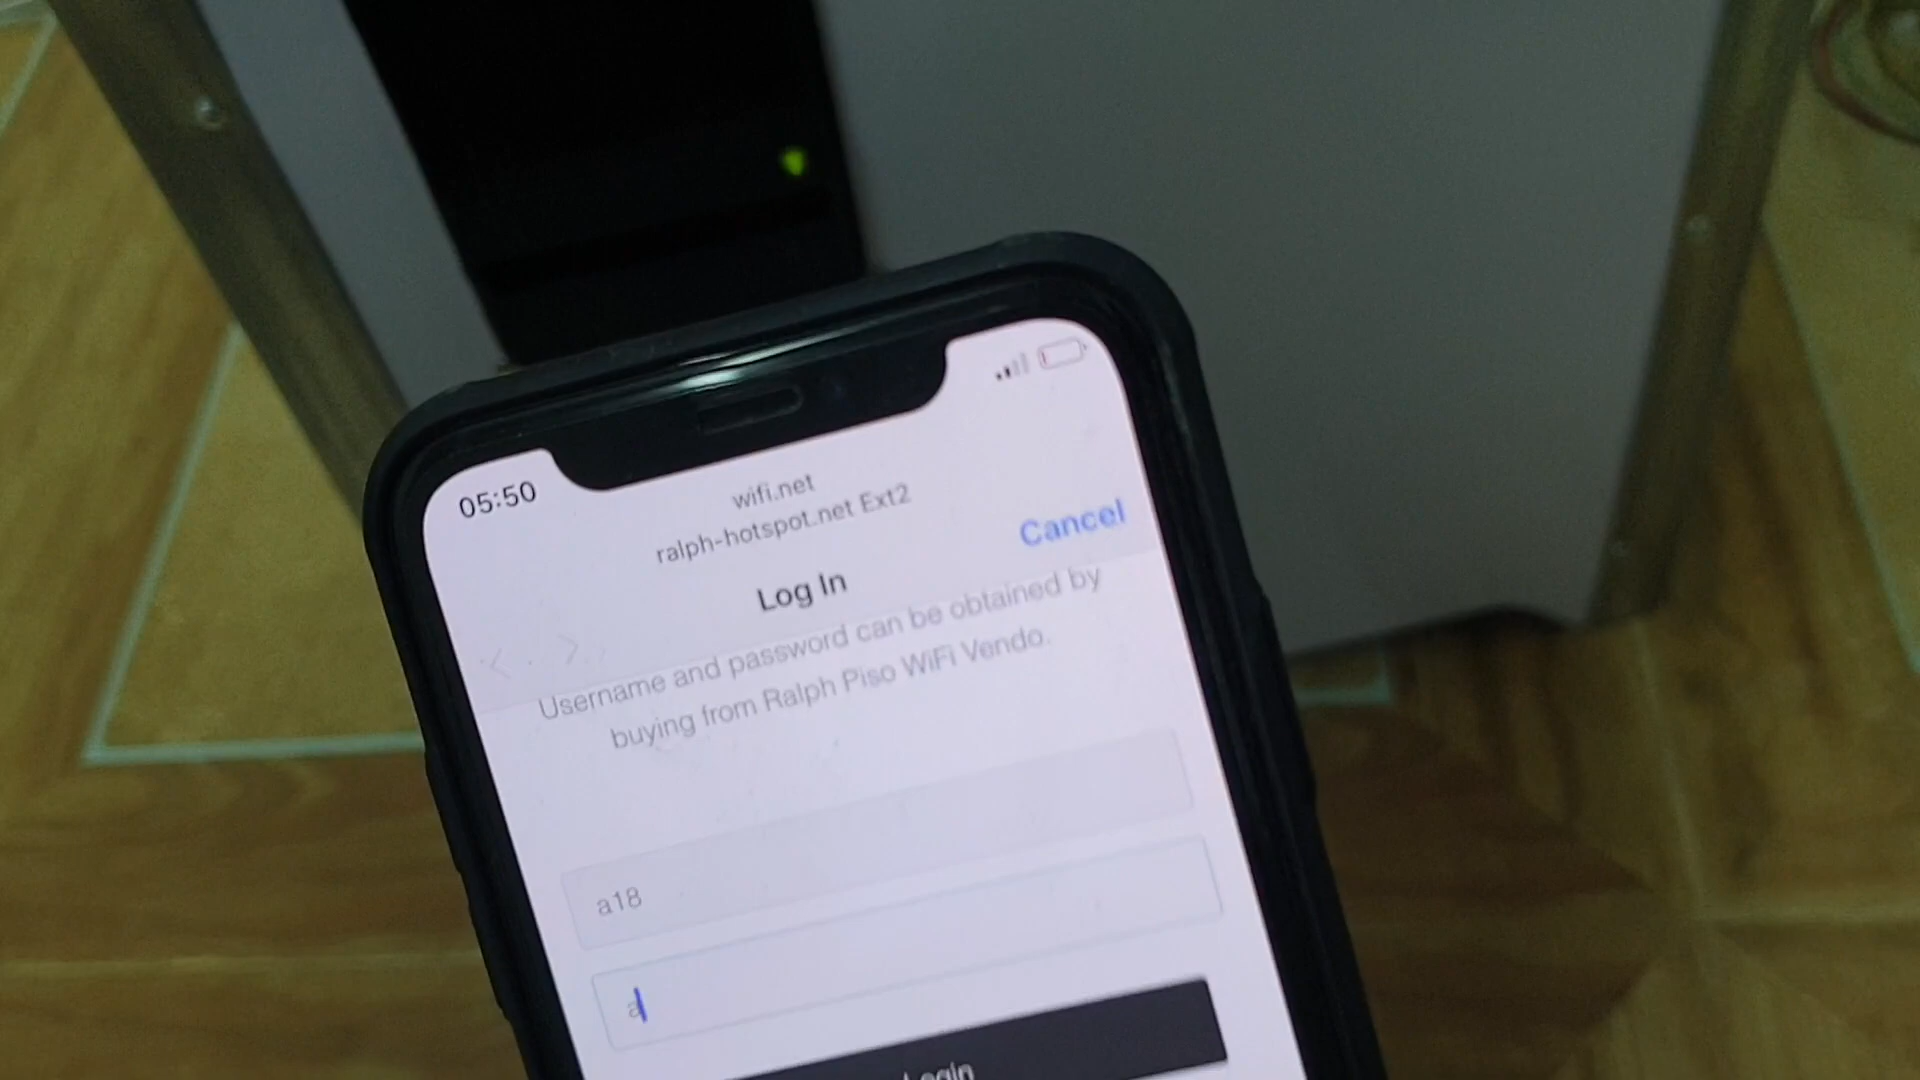 05:50
wifi.net
ralph-hotspot.net Ext2
Cancel
Log In
Username and password can be obtained by
buying from Ralph Piso WiFi Vendo.
a18
a
Login